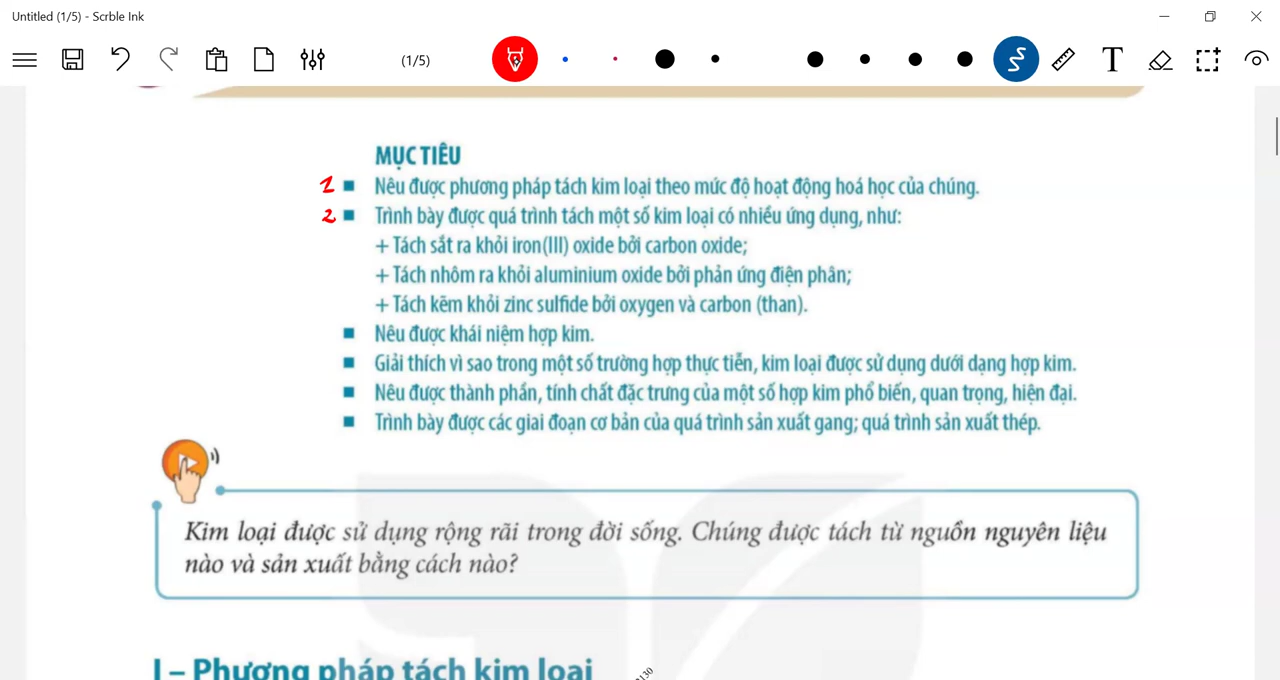 Untitled (1/5) - Scrble Ink
(1/5)
T
MỤC TIÊU
1 ■ Nêu được phương pháp tách kim loại theo mức độ hoạt động hoá học của chúng.
2 ■ Trình bày được quá trình tách một số kim loại có nhiều ứng dụng, như:
+ Tách sắt ra khỏi iron(III) oxide bởi carbon oxide;
+ Tách nhôm ra khỏi aluminium oxide bởi phản ứng điện phân;
+ Tách kẽm khỏi zinc sulfide bởi oxygen và carbon (than).
■ Nêu được khái niệm hợp kim.
■ Giải thích vì sao trong một số trường hợp thực tiễn, kim loại được sử dụng dưới dạng hợp kim.
■ Nêu được thành phần, tính chất đặc trưng của một số hợp kim phổ biến, quan trọng, hiện đại.
■ Trình bày được các giai đoạn cơ bản của quá trình sản xuất gang; quá trình sản xuất thép.
Kim loại được sử dụng rộng rãi trong đời sống. Chúng được tách từ nguồn nguyên liệu
nào và sản xuất bằng cách nào?
I – Phương pháp tách kim loại